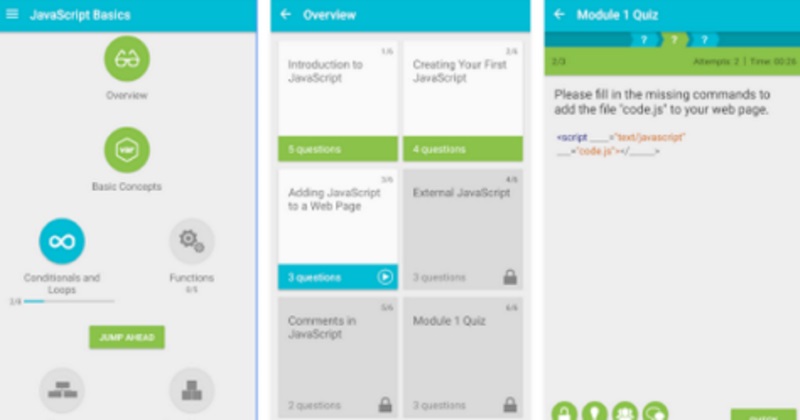 JavaScript Basics
Overview
Basic Concepts
Conditionals and
Loops
2/6
Functions
0/5
JUMP AHEAD
Overview
1/6
Introduction to
JavaScript
5 questions
2/6
Creating Your First
JavaScript
4 questions
3/6
Adding JavaScript
to a Web Page
3 questions
4/6
External JavaScript
3 questions
5/6
Comments in
JavaScript
2 questions
6/6
Module 1 Quiz
3 questions
Module 1 Quiz
? ? ?
2/3 Attempts: 2 | Time: 00:26
Please fill in the missing commands to
add the file "code.js" to your web page.
<script ___="text/javascript"
__="code.js"></_____>